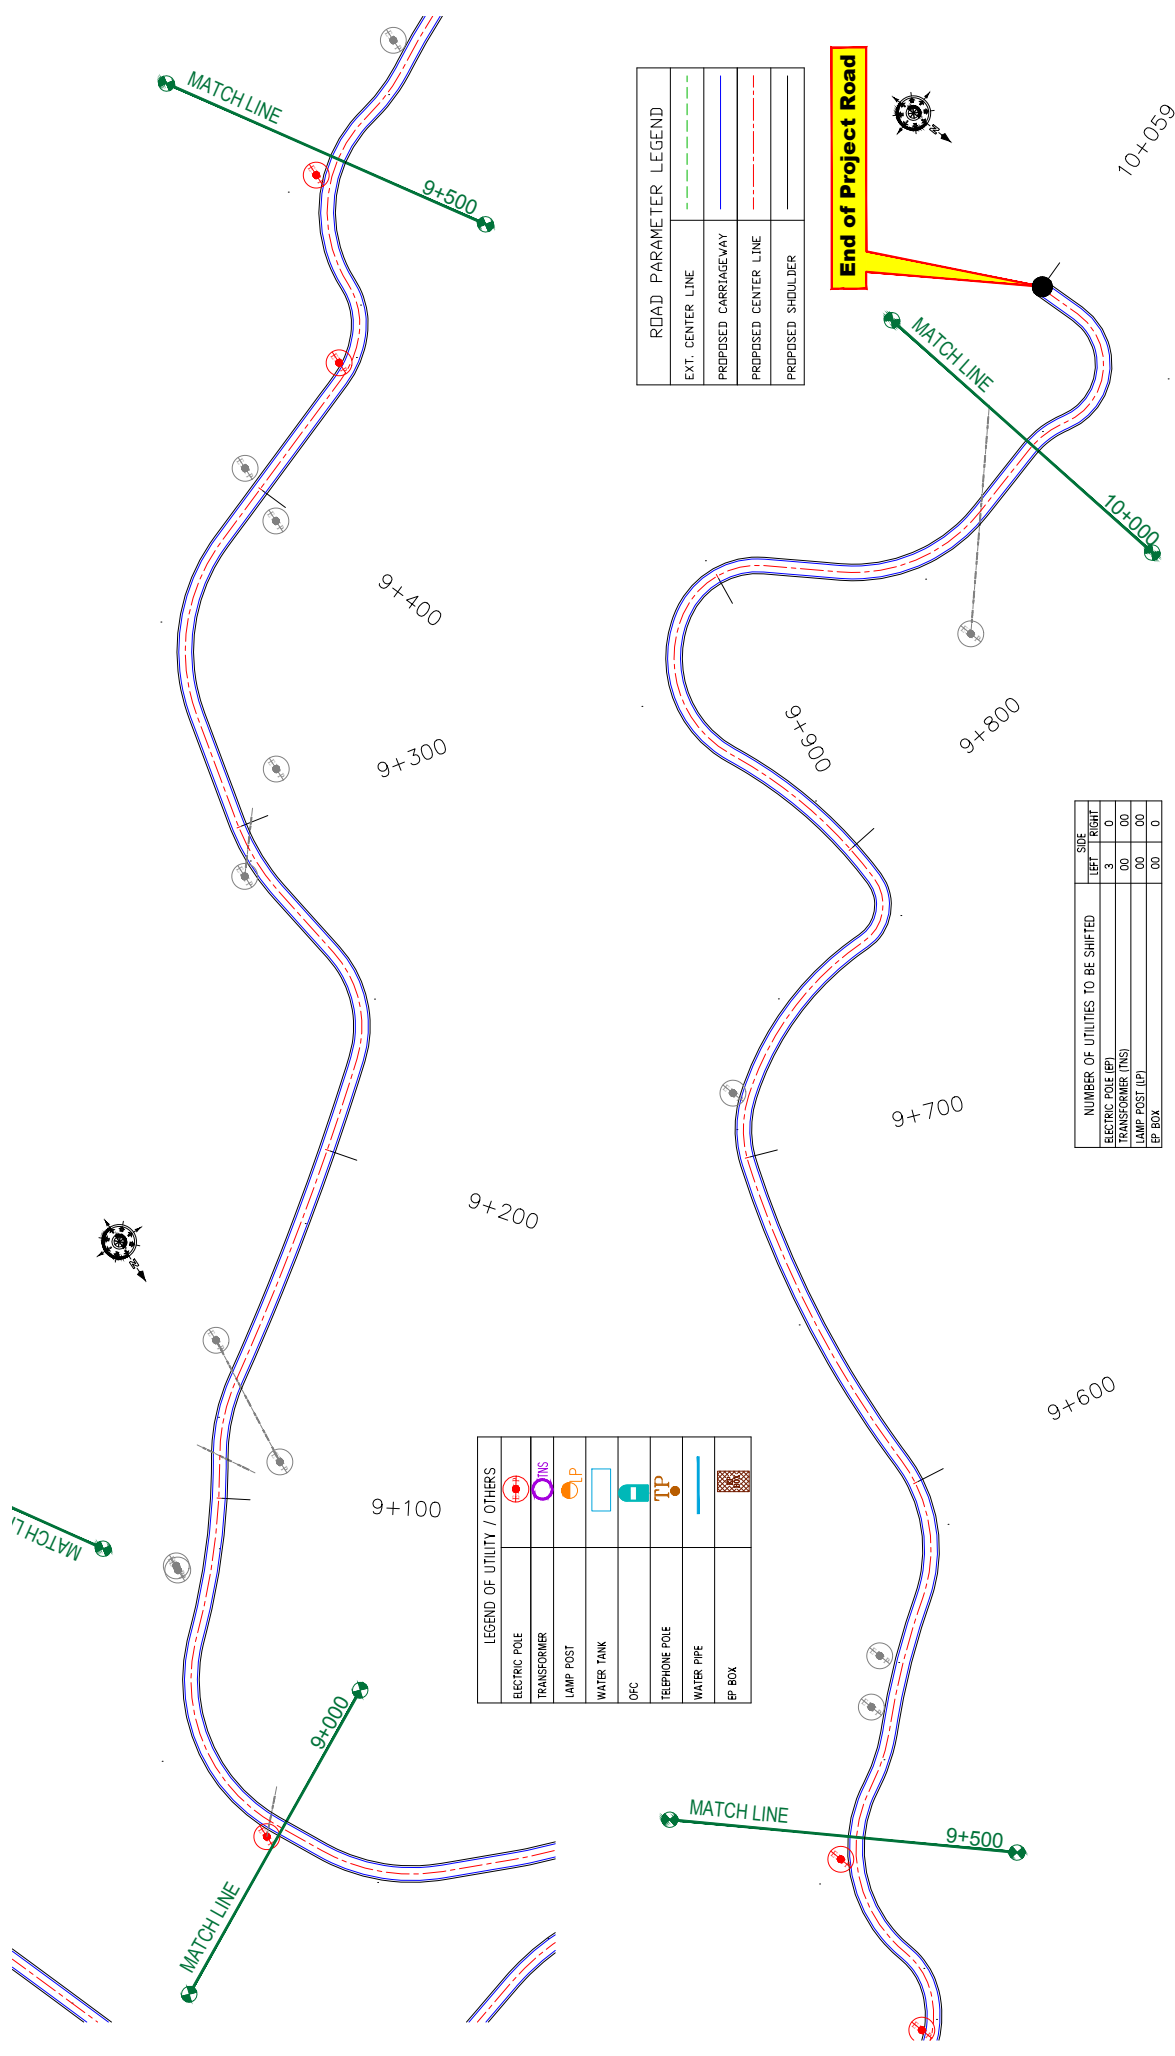 MATCH LINE
9+500
9+400
9+300
9+200
9+100
MATCH LI
9+000
MATCH LINE
ROAD PARAMETER LEGEND
EXT. CENTER LINE
PROPOSED CARRIAGEWAY
PROPOSED CENTER LINE
PROPOSED SHOULDER
End of Project Road
N
10+059
MATCH LINE
10+000
9+900
9+800
9+700
9+600
MATCH LINE
9+500
NUMBER OF UTILITIES TO BE SHIFTED
SIDE
LEFT RIGHT
ELECTRIC POLE (EP) 3 0
TRANSFORMER (TNS) 00 00
LAMP POST (LP) 00 00
EP BOX 00 0
N
LEGEND OF UTILITY / OTHERS
ELECTRIC POLE
TRANSFORMER TNS
LAMP POST LP
WATER TANK
OFC
TELEPHONE POLE TP
WATER PIPE
EP BOX